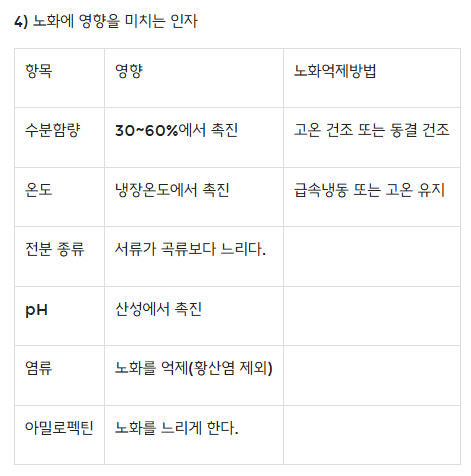 4) 노화에 영향을 미치는 인자
항목 영향 노화억제방법
수분함량 30~60%에서 촉진 고온 건조 또는 동결 건조
온도 냉장온도에서 촉진 급속냉동 또는 고온 유지
전분 종류 서류가 곡류보다 느리다.
pH 산성에서 촉진
염류 노화를 억제(황산염 제외)
아밀로펙틴 노화를 느리게 한다.